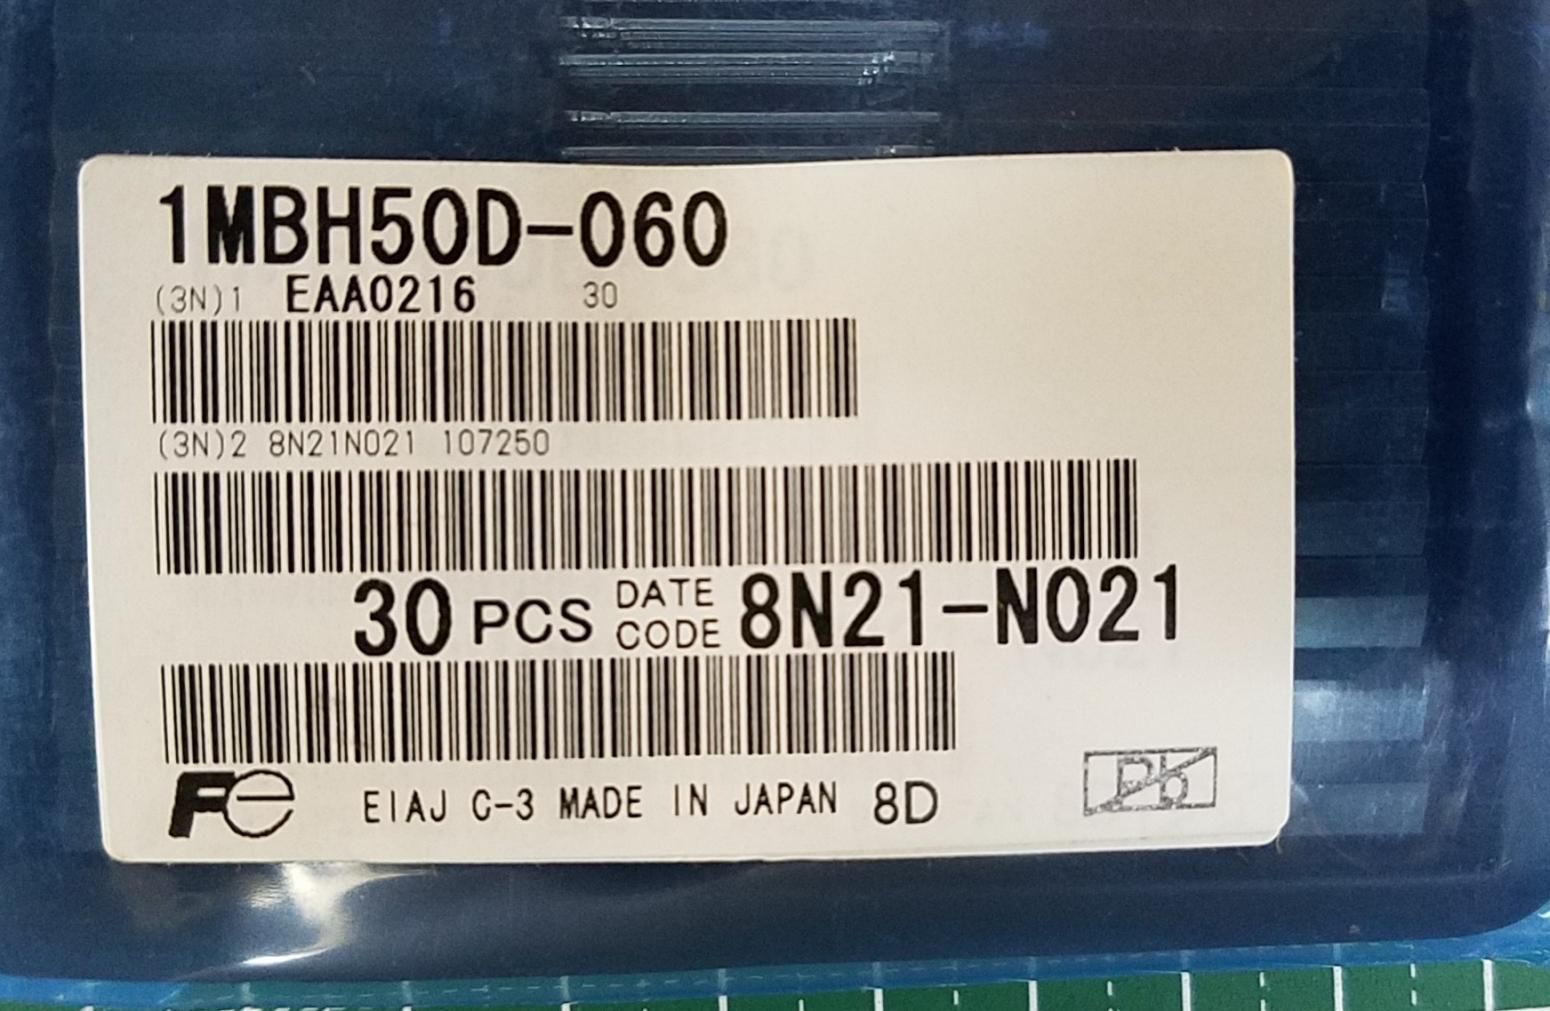 1MBH50D-060
(3N)1 EAA0216 30
(3N)2 8N21N021 107250
30 PCS DATE CODE 8N21-N021
Fe EIAJ C-3 MADE IN JAPAN 8D Pb